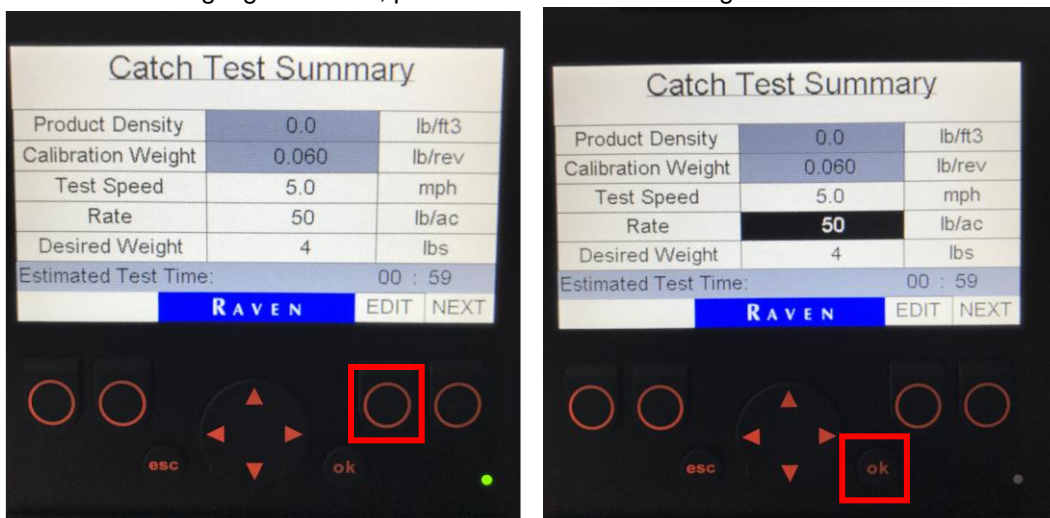 Catch Test Summary
Product Density 0.0 lb/ft3
Calibration Weight 0.060 lb/rev
Test Speed 5.0 mph
Rate 50 lb/ac
Desired Weight 4 lbs
Estimated Test Time: 00 : 59
RAVEN EDIT NEXT
esc ok
Catch Test Summary
Product Density 0.0 lb/ft3
Calibration Weight 0.060 lb/rev
Test Speed 5.0 mph
Rate 50 lb/ac
Desired Weight 4 lbs
Estimated Test Time: 00 : 59
RAVEN EDIT NEXT
esc ok